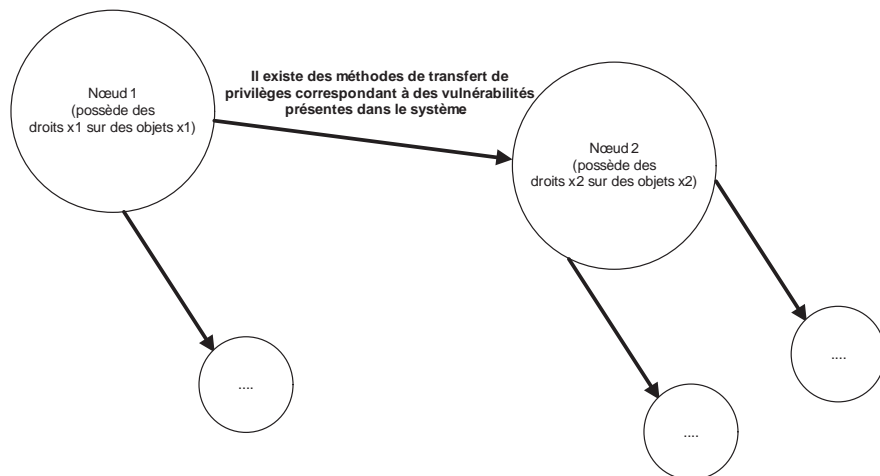 Il existe des méthodes de transfert de
privilèges correspondant à des vulnérabilités
présentes dans le système
Nœud 1
(possède des
droits x1 sur des objets x1)
Nœud 2
(possède des
droits x2 sur des objets x2)
....
....
....